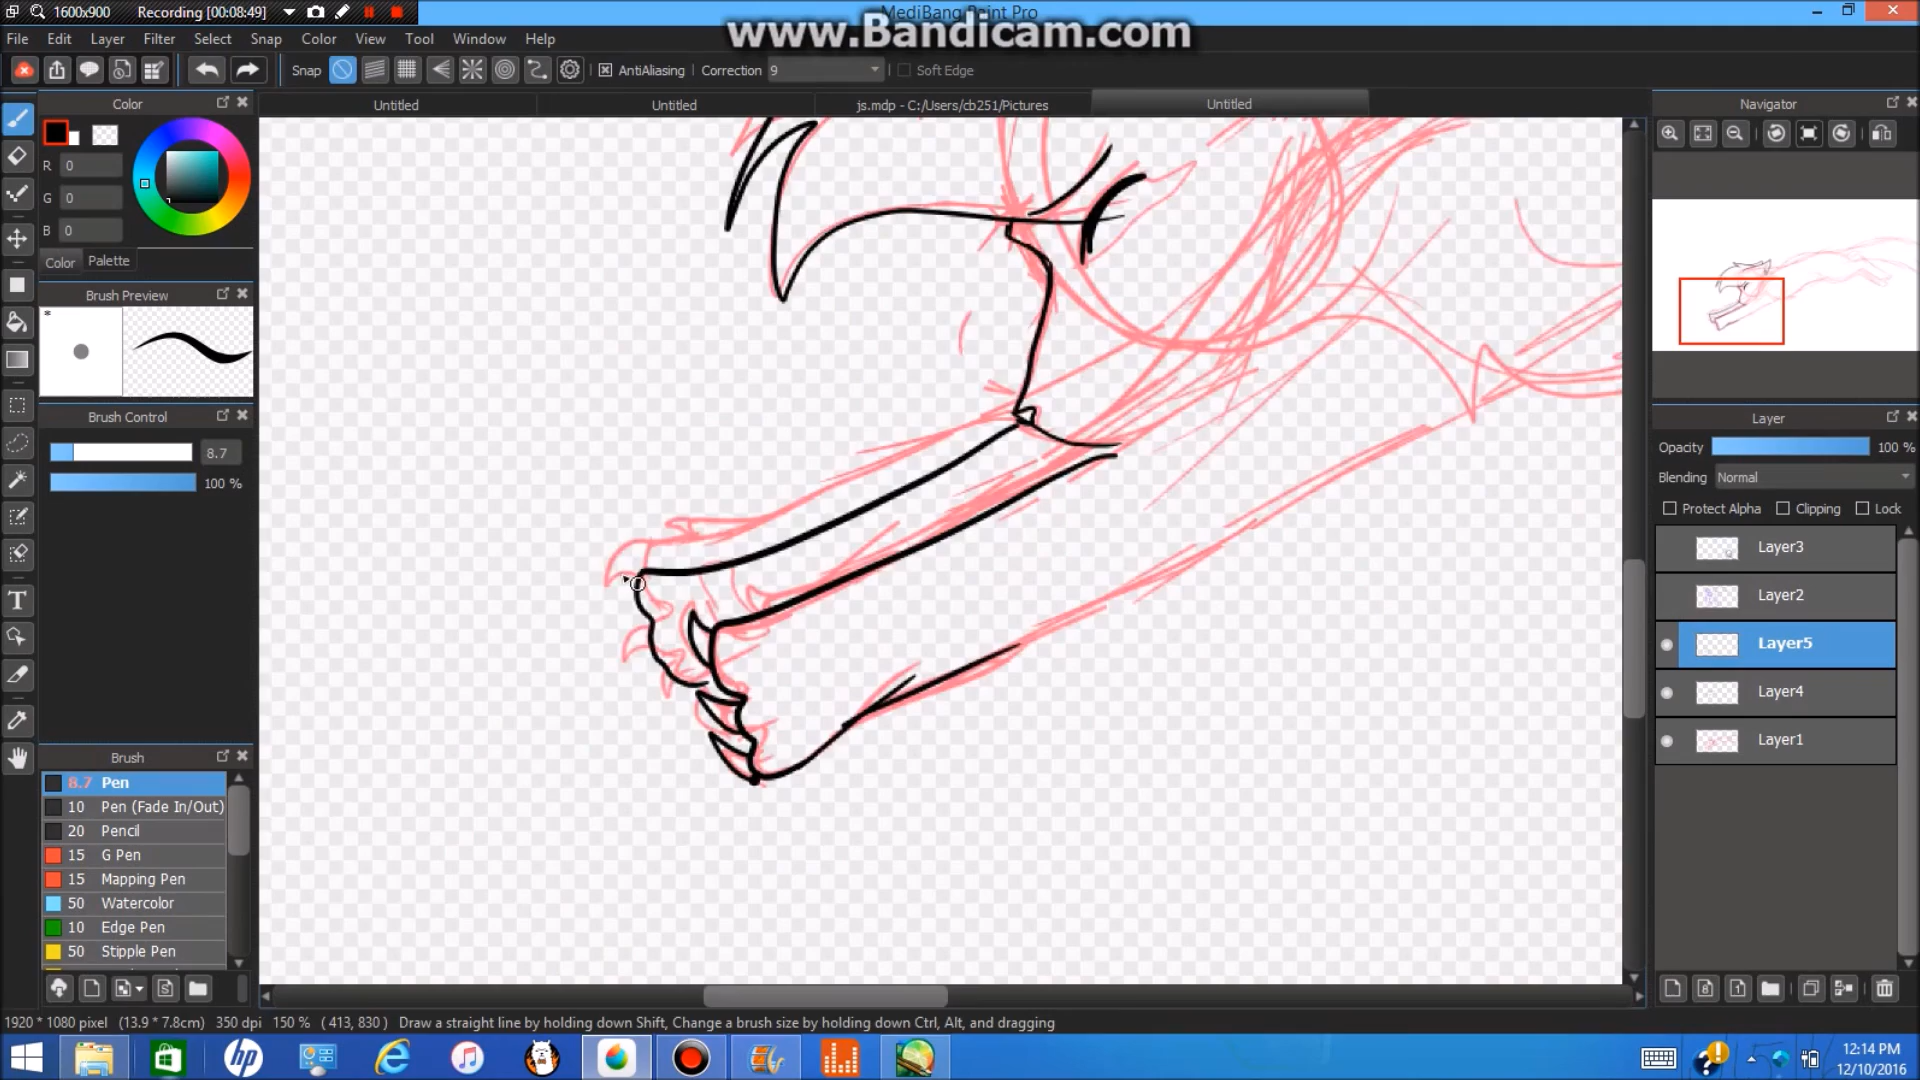 1600x900 Recording [00:08:49]
MediBang Paint Pro
www.Bandicam.com
File Edit Layer Filter Select Snap Color View Tool Window Help
Snap AntiAliasing Correction 9 Soft Edge
Color
Untitled Untitled js.mdp - C:/Users/cb251/Pictures Untitled
Navigator
R 0
G 0
B 0
Color Palette
Brush Preview
*
Brush Control
8.7
100 %
Layer
Opacity 100 %
Blending Normal
Protect Alpha Clipping Lock
Layer3
Layer2
Layer5
Layer4
Layer1
Brush
8.7 Pen
10 Pen (Fade In/Out)
20 Pencil
15 G Pen
15 Mapping Pen
50 Watercolor
10 Edge Pen
50 Stipple Pen
1920 * 1080 pixel (13.9 * 7.8cm) 350 dpi 150 % ( 413, 830 ) Draw a straight line by holding down Shift, Change a brush size by holding down Ctrl, Alt, and dragging
12:14 PM
12/10/2016